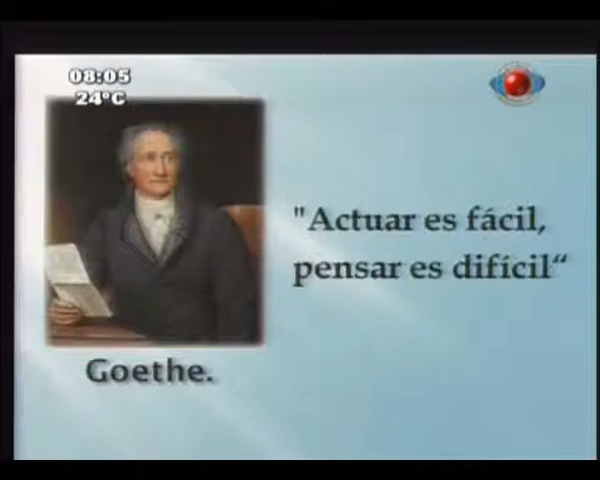 08:05
24°C
"Actuar es fácil,
pensar es difícil“
Goethe.